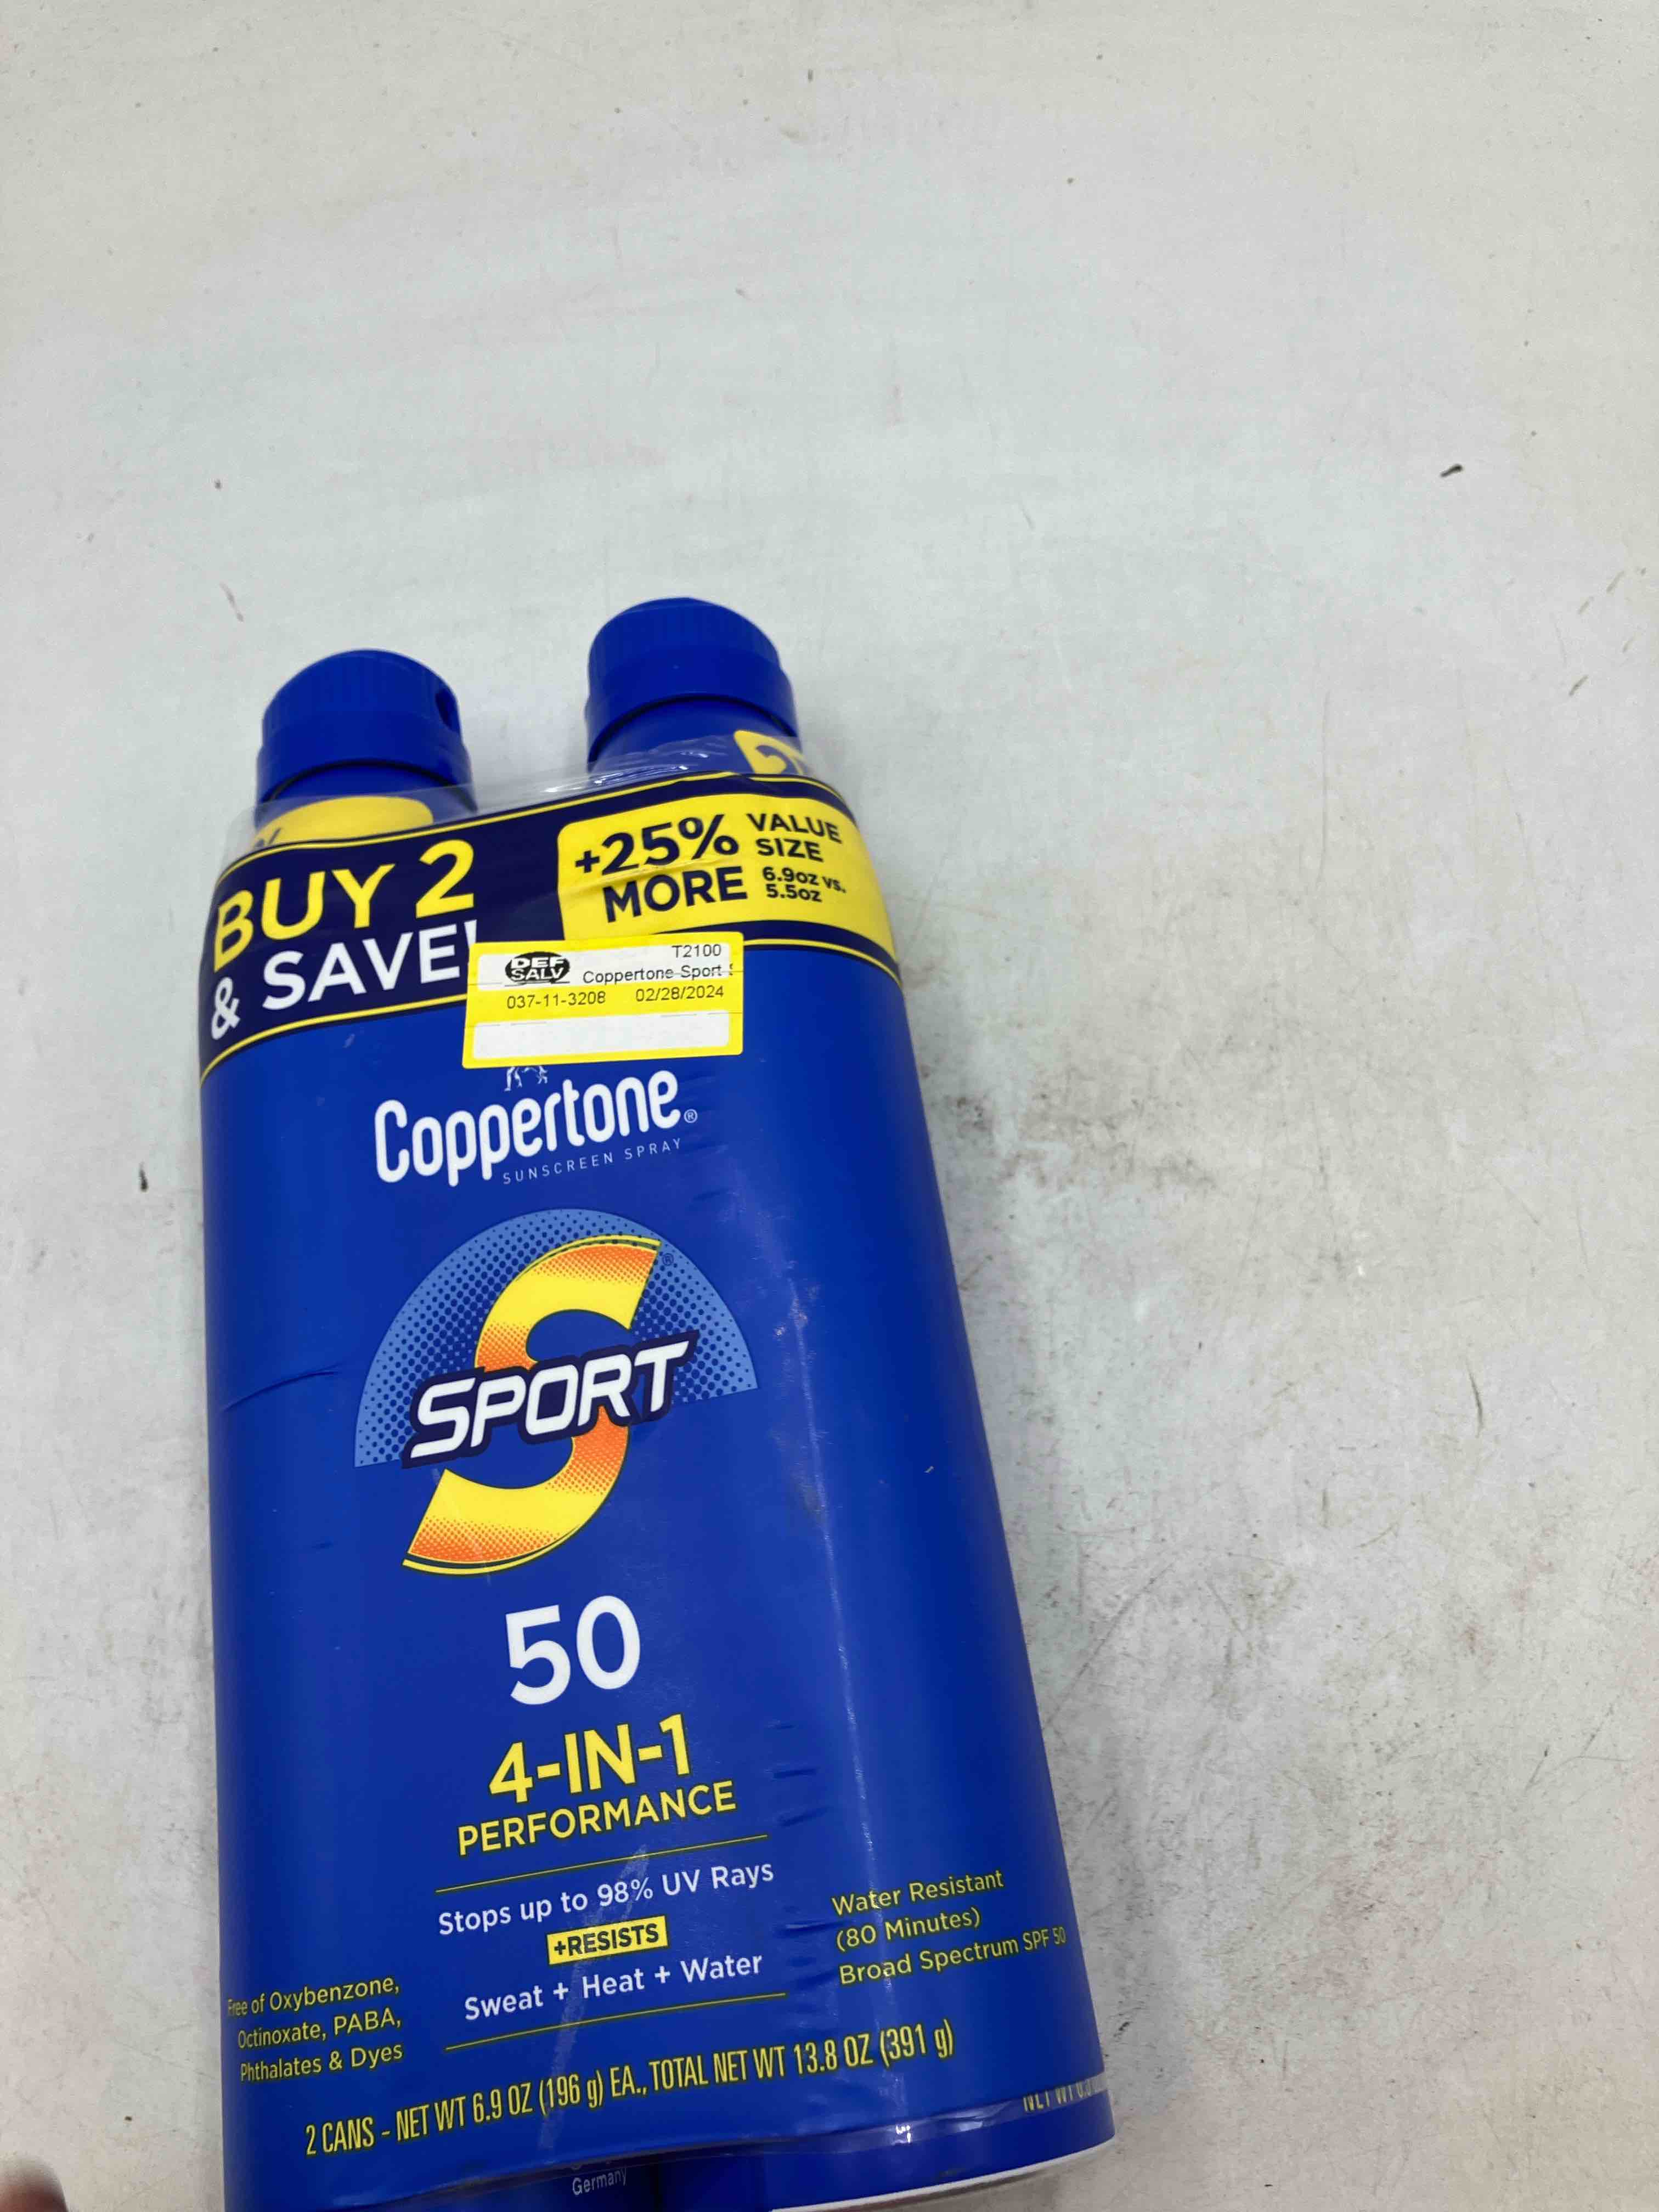 BUY 2
& SAVE!
+25%
MORE
VALUE
SIZE
6.9oz vs.
5.5oz
DEF
SALV
T2100
Coppertone Sport
037-11-3208 02/28/2024
Coppertone®
SUNSCREEN SPRAY
®
SPORT
50
4-IN-1
PERFORMANCE
Stops up to 98% UV Rays
+RESISTS
Sweat + Heat + Water
Water Resistant
(80 Minutes)
Broad Spectrum SPF 50
Free of Oxybenzone,
Octinoxate, PABA,
Phthalates & Dyes
2 CANS - NET WT 6.9 OZ (196 g) EA., TOTAL NET WT 13.8 OZ (391 g)
NET WT
Germany